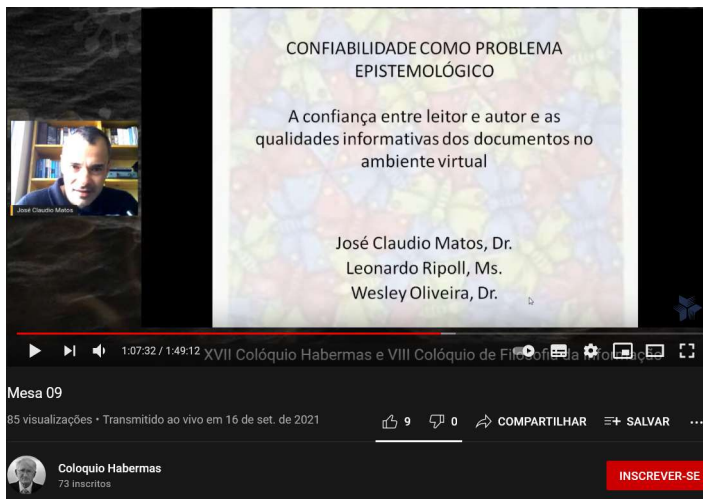 CONFIABILIDADE COMO PROBLEMA
EPISTEMOLÓGICO
A confiança entre leitor e autor e as
qualidades informativas dos documentos no
ambiente virtual
José Claudio Matos, Dr.
Leonardo Ripoll, Ms.
Wesley Oliveira, Dr.
José Claudio Matos
1:07:32 / 1:49:12
XVII Colóquio Habermas e VIII Colóquio de Filosofia da Informação
Mesa 09
85 visualizações • Transmitido ao vivo em 16 de set. de 2021
9
0
COMPARTILHAR
SALVAR
Coloquio Habermas
73 inscritos
INSCREVER-SE